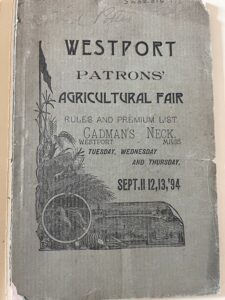 WESTPORT
PATRONS'
AGRICULTURAL FAIR
RULES AND PREMIUM LIST
CADMAN'S NECK,
WESTPORT MASS
TUESDAY, WEDNESDAY
AND THURSDAY,
SEPT. 11 12, 13, '94